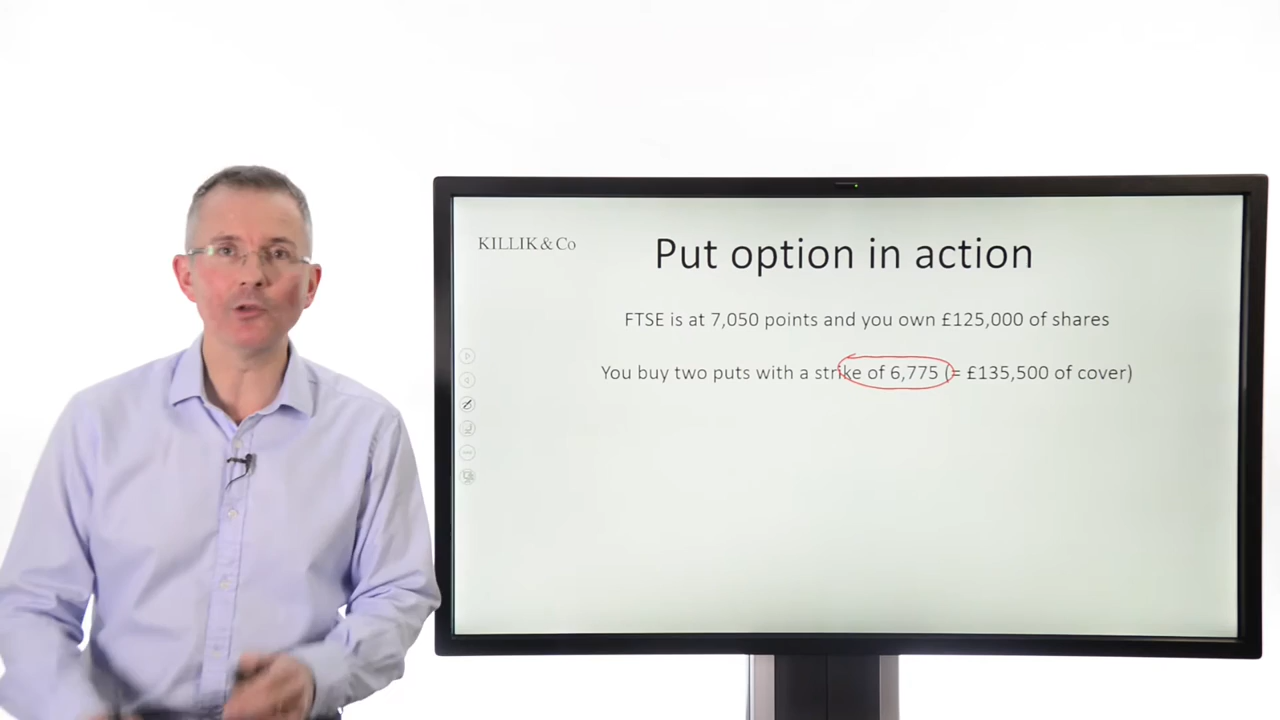 KILLIK & Co
Put option in action
FTSE is at 7,050 points and you own £125,000 of shares
You buy two puts with a strike of 6,775 (= £135,500 of cover)